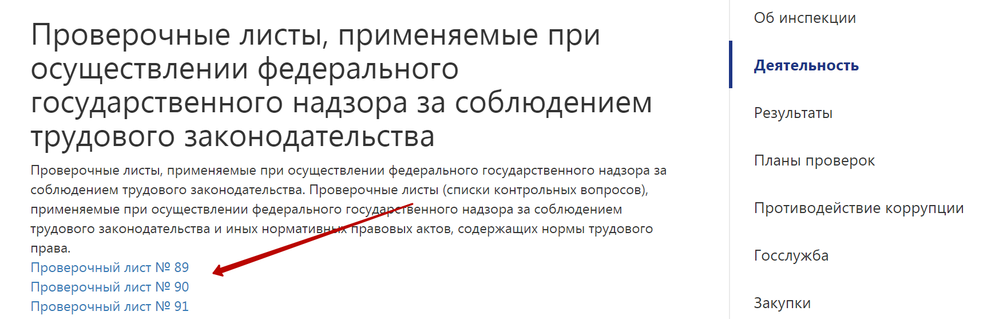 Проверочные листы, применяемые при
осуществлении федерального
государственного надзора за соблюдением
трудового законодательства
Проверочные листы, применяемые при осуществлении федерального государственного надзора за
соблюдением трудового законодательства. Проверочные листы (списки контрольных вопросов),
применяемые при осуществлении федерального государственного надзора за соблюдением
трудового законодательства и иных нормативных правовых актов, содержащих нормы трудового
права.
Проверочный лист № 89
Проверочный лист № 90
Проверочный лист № 91
Об инспекции
Деятельность
Результаты
Планы проверок
Противодействие коррупции
Госслужба
Закупки